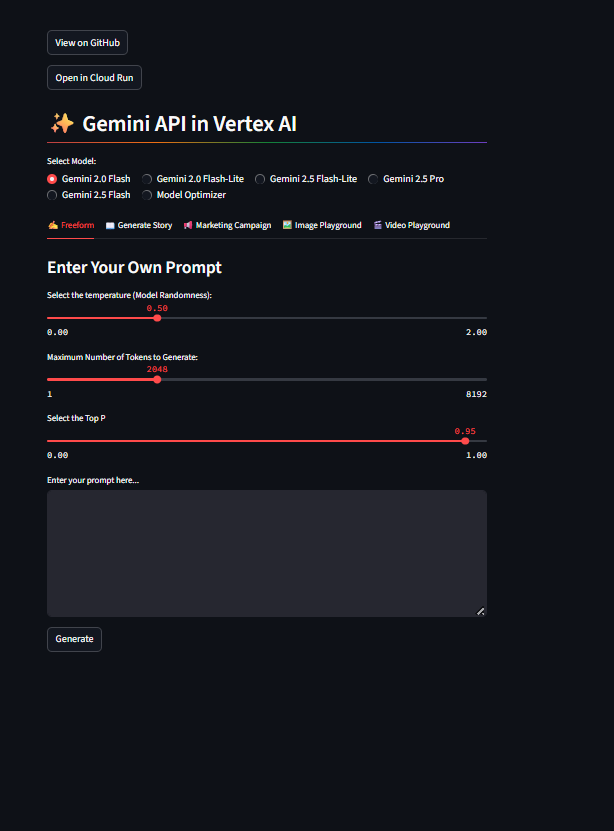 View on GitHub
Open in Cloud Run
✨ Gemini API in Vertex AI
Select Model:
Gemini 2.0 Flash Gemini 2.0 Flash-Lite Gemini 2.5 Flash-Lite Gemini 2.5 Pro
Gemini 2.5 Flash Model Optimizer
✍️ Freeform 📖 Generate Story 📢 Marketing Campaign 🖼️ Image Playground 🎬 Video Playground
Enter Your Own Prompt
Select the temperature (Model Randomness):
0.50
0.00 2.00
Maximum Number of Tokens to Generate:
2048
1 8192
Select the Top P
0.95
0.00 1.00
Enter your prompt here...
Generate